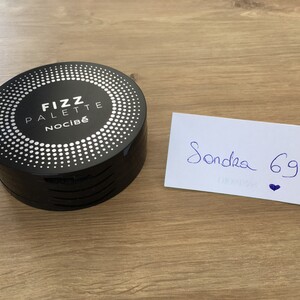 FIZZ
PALETTE
NOCIBÉ
Sondra 69